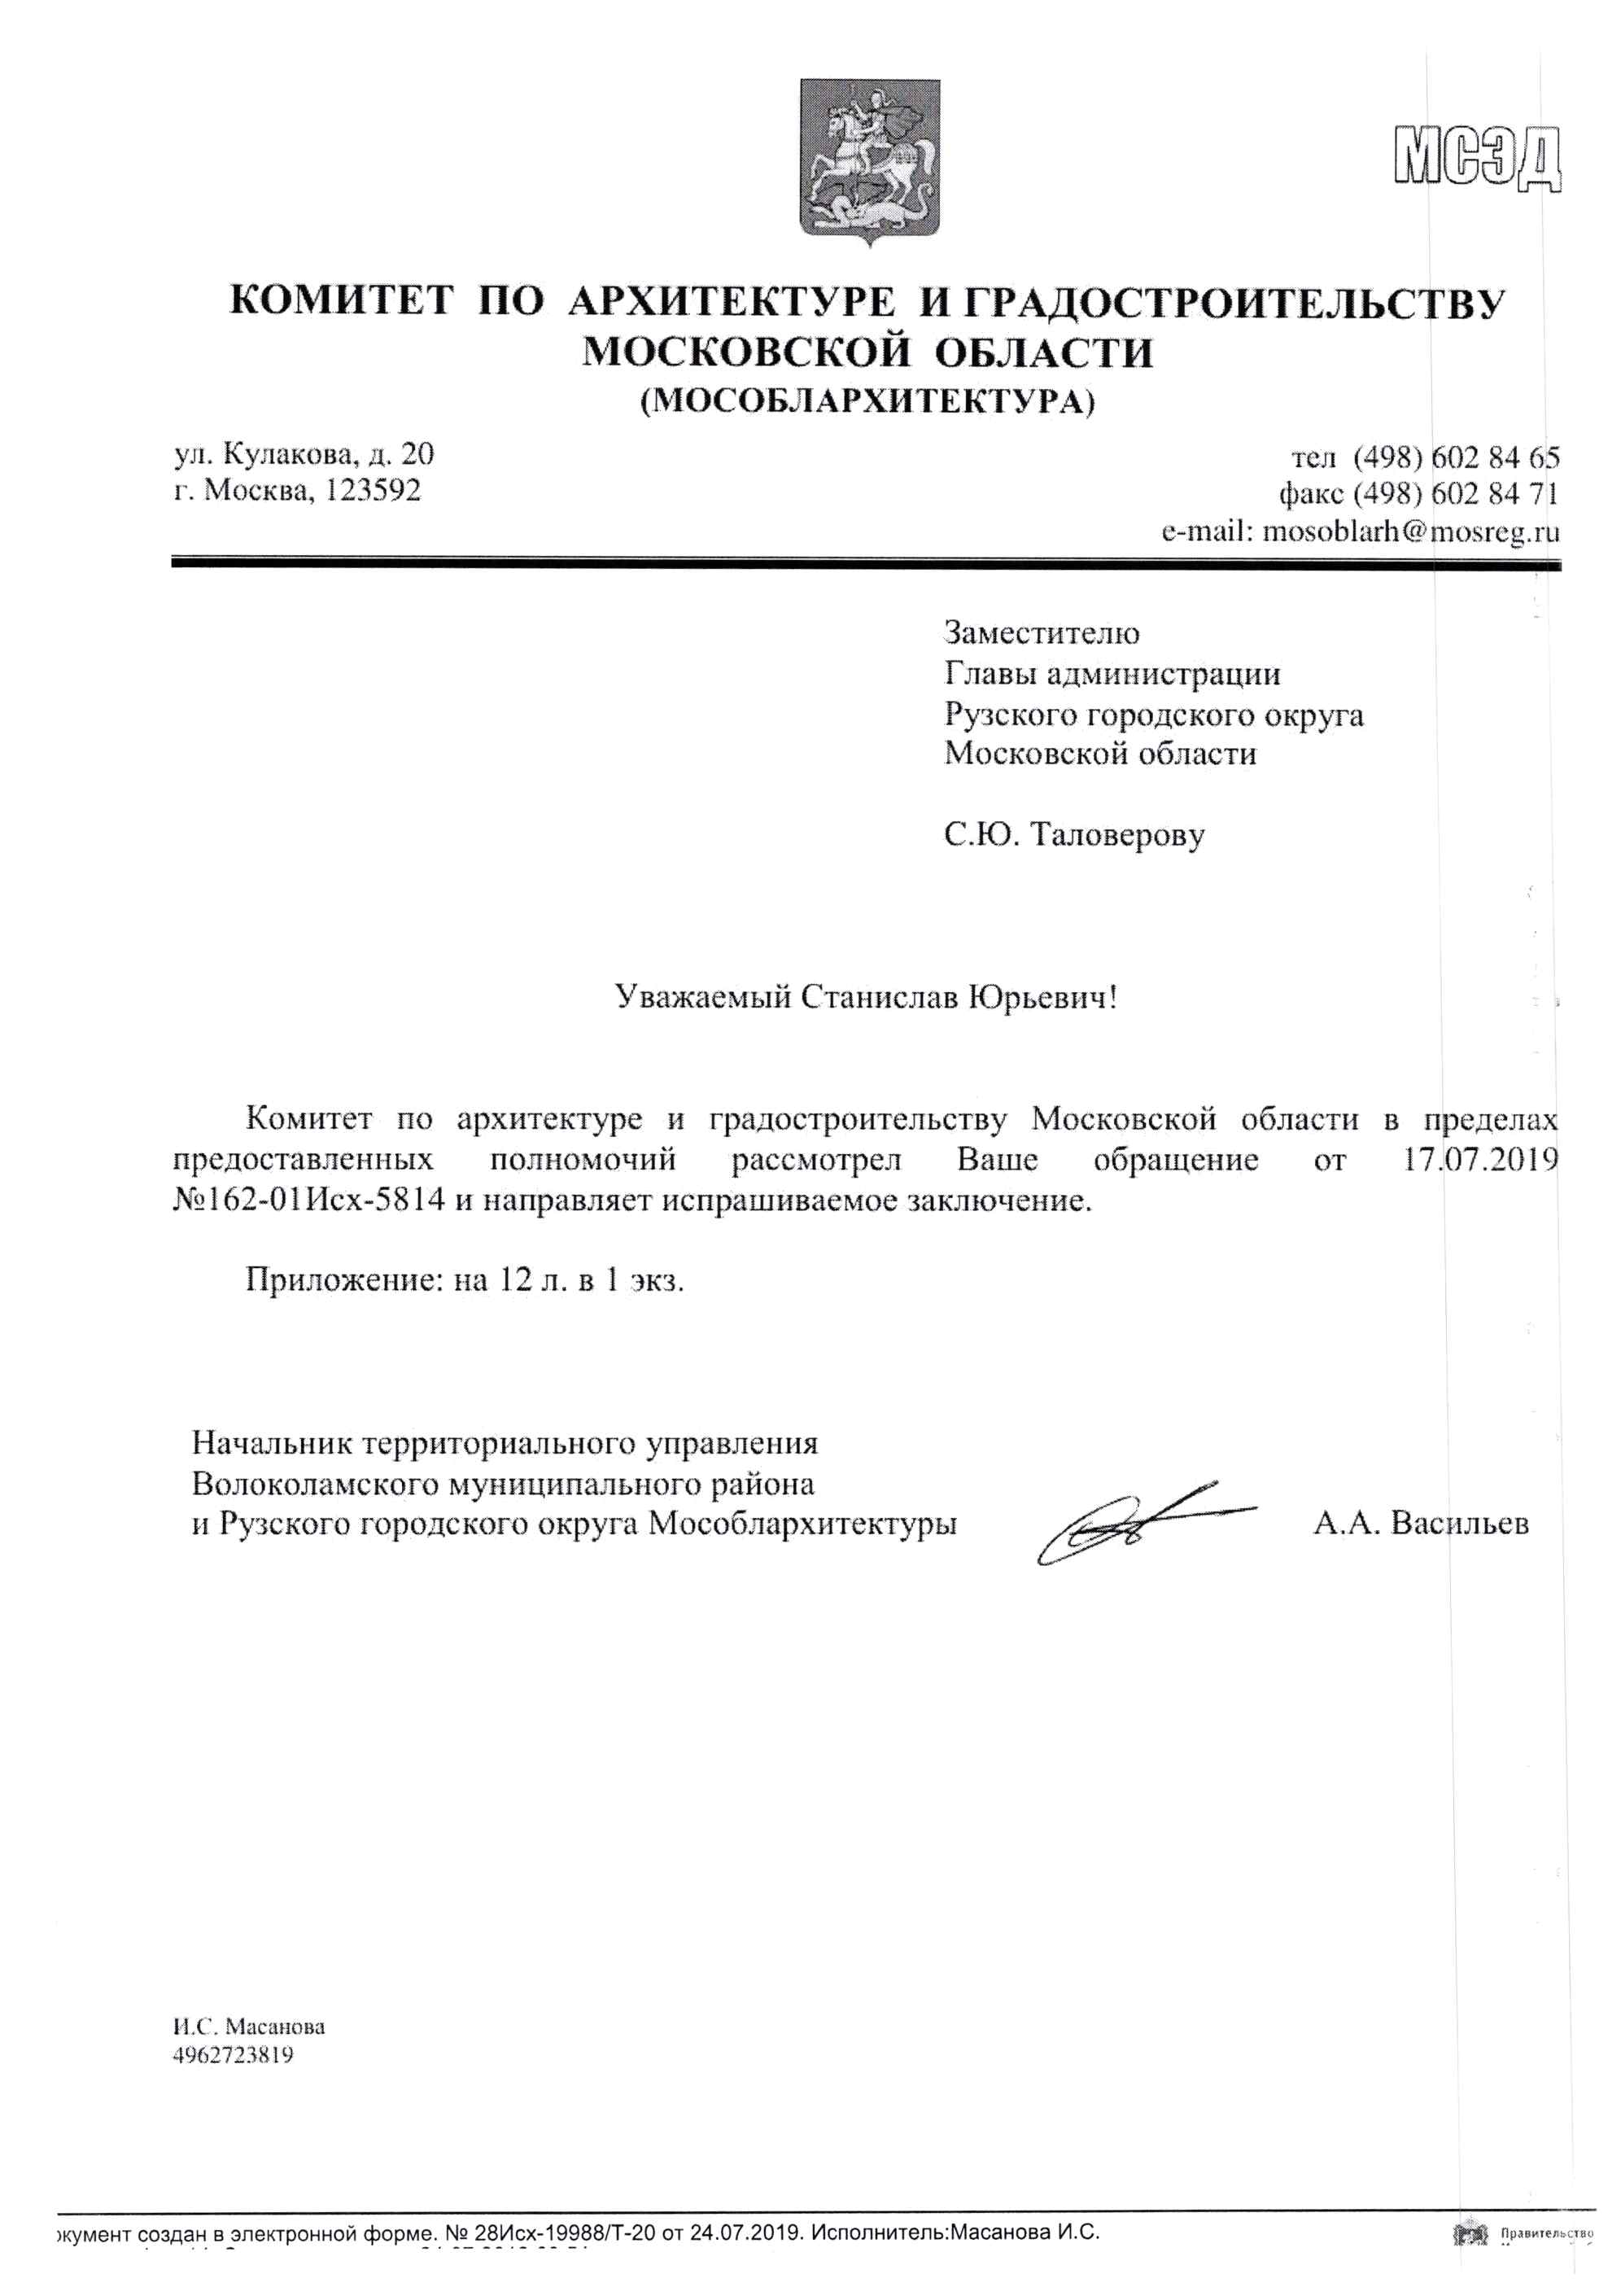 МСЭД
КОМИТЕТ ПО АРХИТЕКТУРЕ И ГРАДОСТРОИТЕЛЬСТВУ
МОСКОВСКОЙ ОБЛАСТИ
(МОСОБЛАРХИТЕКТУРА)
ул. Кулакова, д. 20
г. Москва, 123592
тел (498) 602 84 65
факс (498) 602 84 71
e-mail: mosoblarh@mosreg.ru
Заместителю
Главы администрации
Рузского городского округа
Московской области
С.Ю. Таловерову
Уважаемый Станислав Юрьевич!
Комитет по архитектуре и градостроительству Московской области в пределах
предоставленных полномочий рассмотрел Ваше обращение от 17.07.2019
№162-01Исх-5814 и направляет испрашиваемое заключение.
Приложение: на 12 л. в 1 экз.
Начальник территориального управления
Волоколамского муниципального района
и Рузского городского округа Мособлархитектуры
А.А. Васильев
И.С. Масанова
4962723819
окумент создан в электронной форме. № 28Исх-19988/Т-20 от 24.07.2019. Исполнитель:Масанова И.С.
Правительство